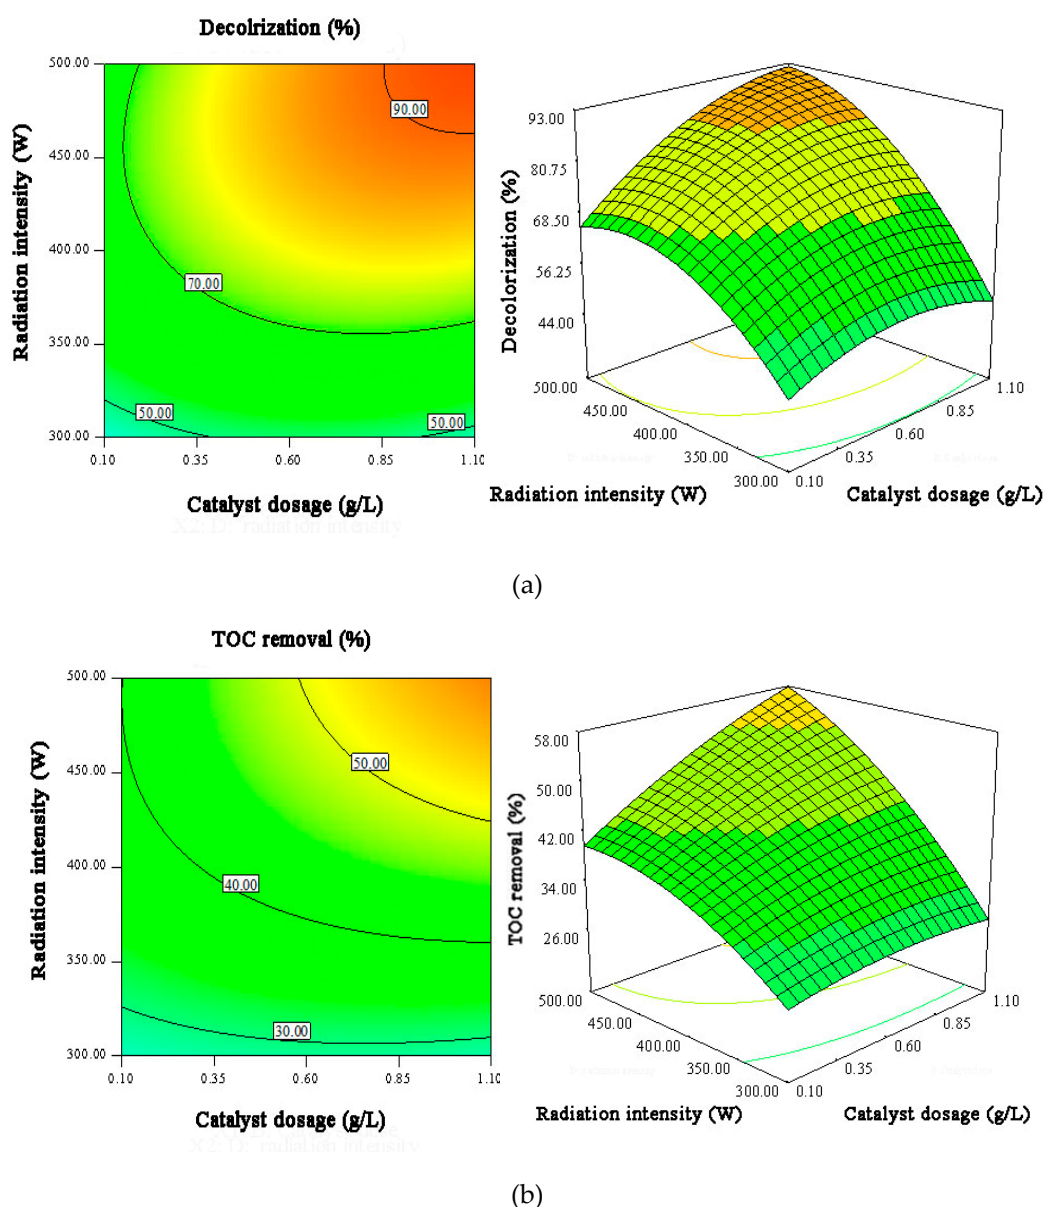 Decolrization (%)
500.00
450.00
400.00
350.00
300.00
Radiation intensity (W)
90.00
70.00
50.00
50.00
0.10 0.35 0.60 0.85 1.10
Catalyst dosage (g/L)
X2: D: radiation intensity
93.00
80.75
68.50
56.25
44.00
Decolorization (%)
500.00
450.00
400.00
350.00
300.00
Radiation intensity (W)
1.10
0.85
0.60
0.35
0.10
Catalyst dosage (g/L)
(a)
TOC removal (%)
500.00
450.00
400.00
350.00
300.00
Radiation intensity (W)
50.00
40.00
30.00
0.10 0.35 0.60 0.85 1.10
Catalyst dosage (g/L)
X2: D: radiation intensity
58.00
50.00
42.00
34.00
26.00
TOC removal (%)
500.00
450.00
400.00
350.00
300.00
Radiation intensity (W)
1.10
0.85
0.60
0.35
0.10
Catalyst dosage (g/L)
(b)